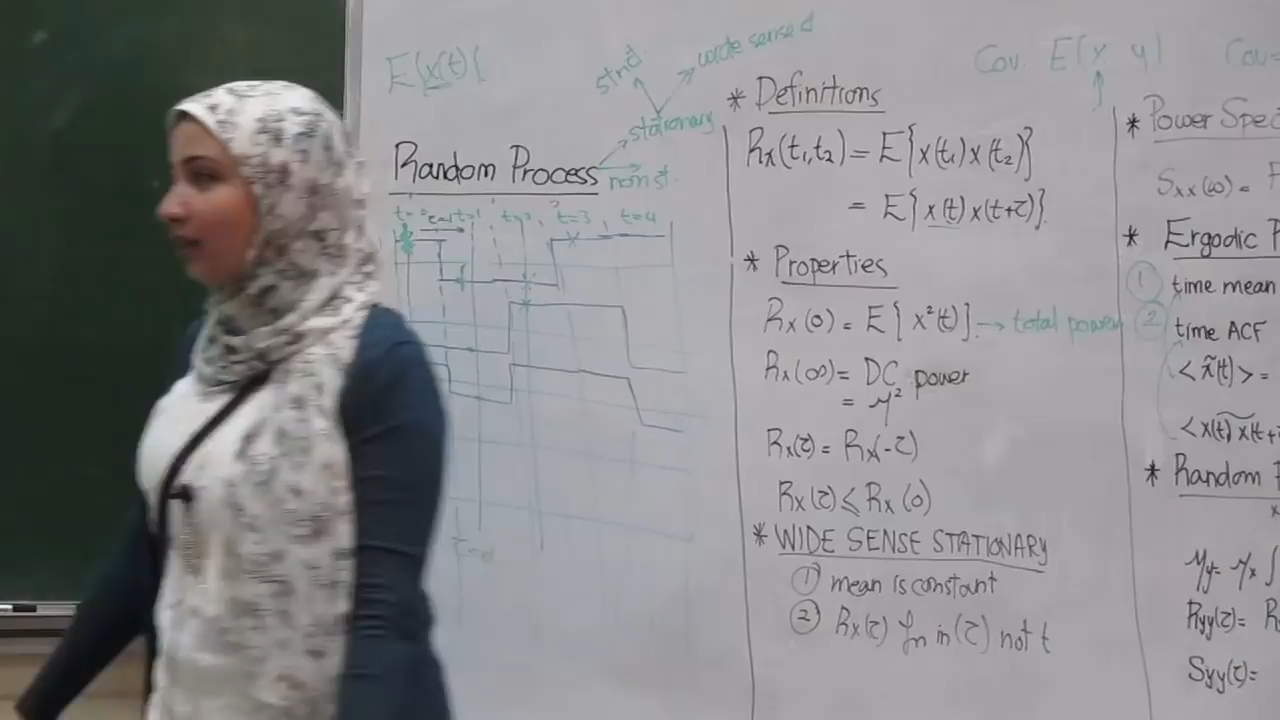 E{x(t){
strd
wide sensed
stationary
Random Process
nonst.
t=1 t=2 t=3 t=4
* Definitions
Rx(t₁,t₂) = E{x(t₁)x(t₂)}
= E{x(t)x(t+τ)}.
* Properties
Rx(0) = E{x²(t)}. → total power
Rx(∞) = DC power
= μ²
Rx(τ) = Rx(-τ)
Rx(τ) ≤ Rx(0)
* WIDE SENSE STATIONARY
① mean is constant
② Rx(τ) fn in(τ) not t
Cov. E(x y) Cov=
* Power Spec
Sxx(ω) = F
* Ergodic P
① time mean
② time ACF
<x̃(t)> =
<x(t)x(t+τ
* Random P
x
μy= μx ∫
Ryy(τ)= R
Syy(τ)=